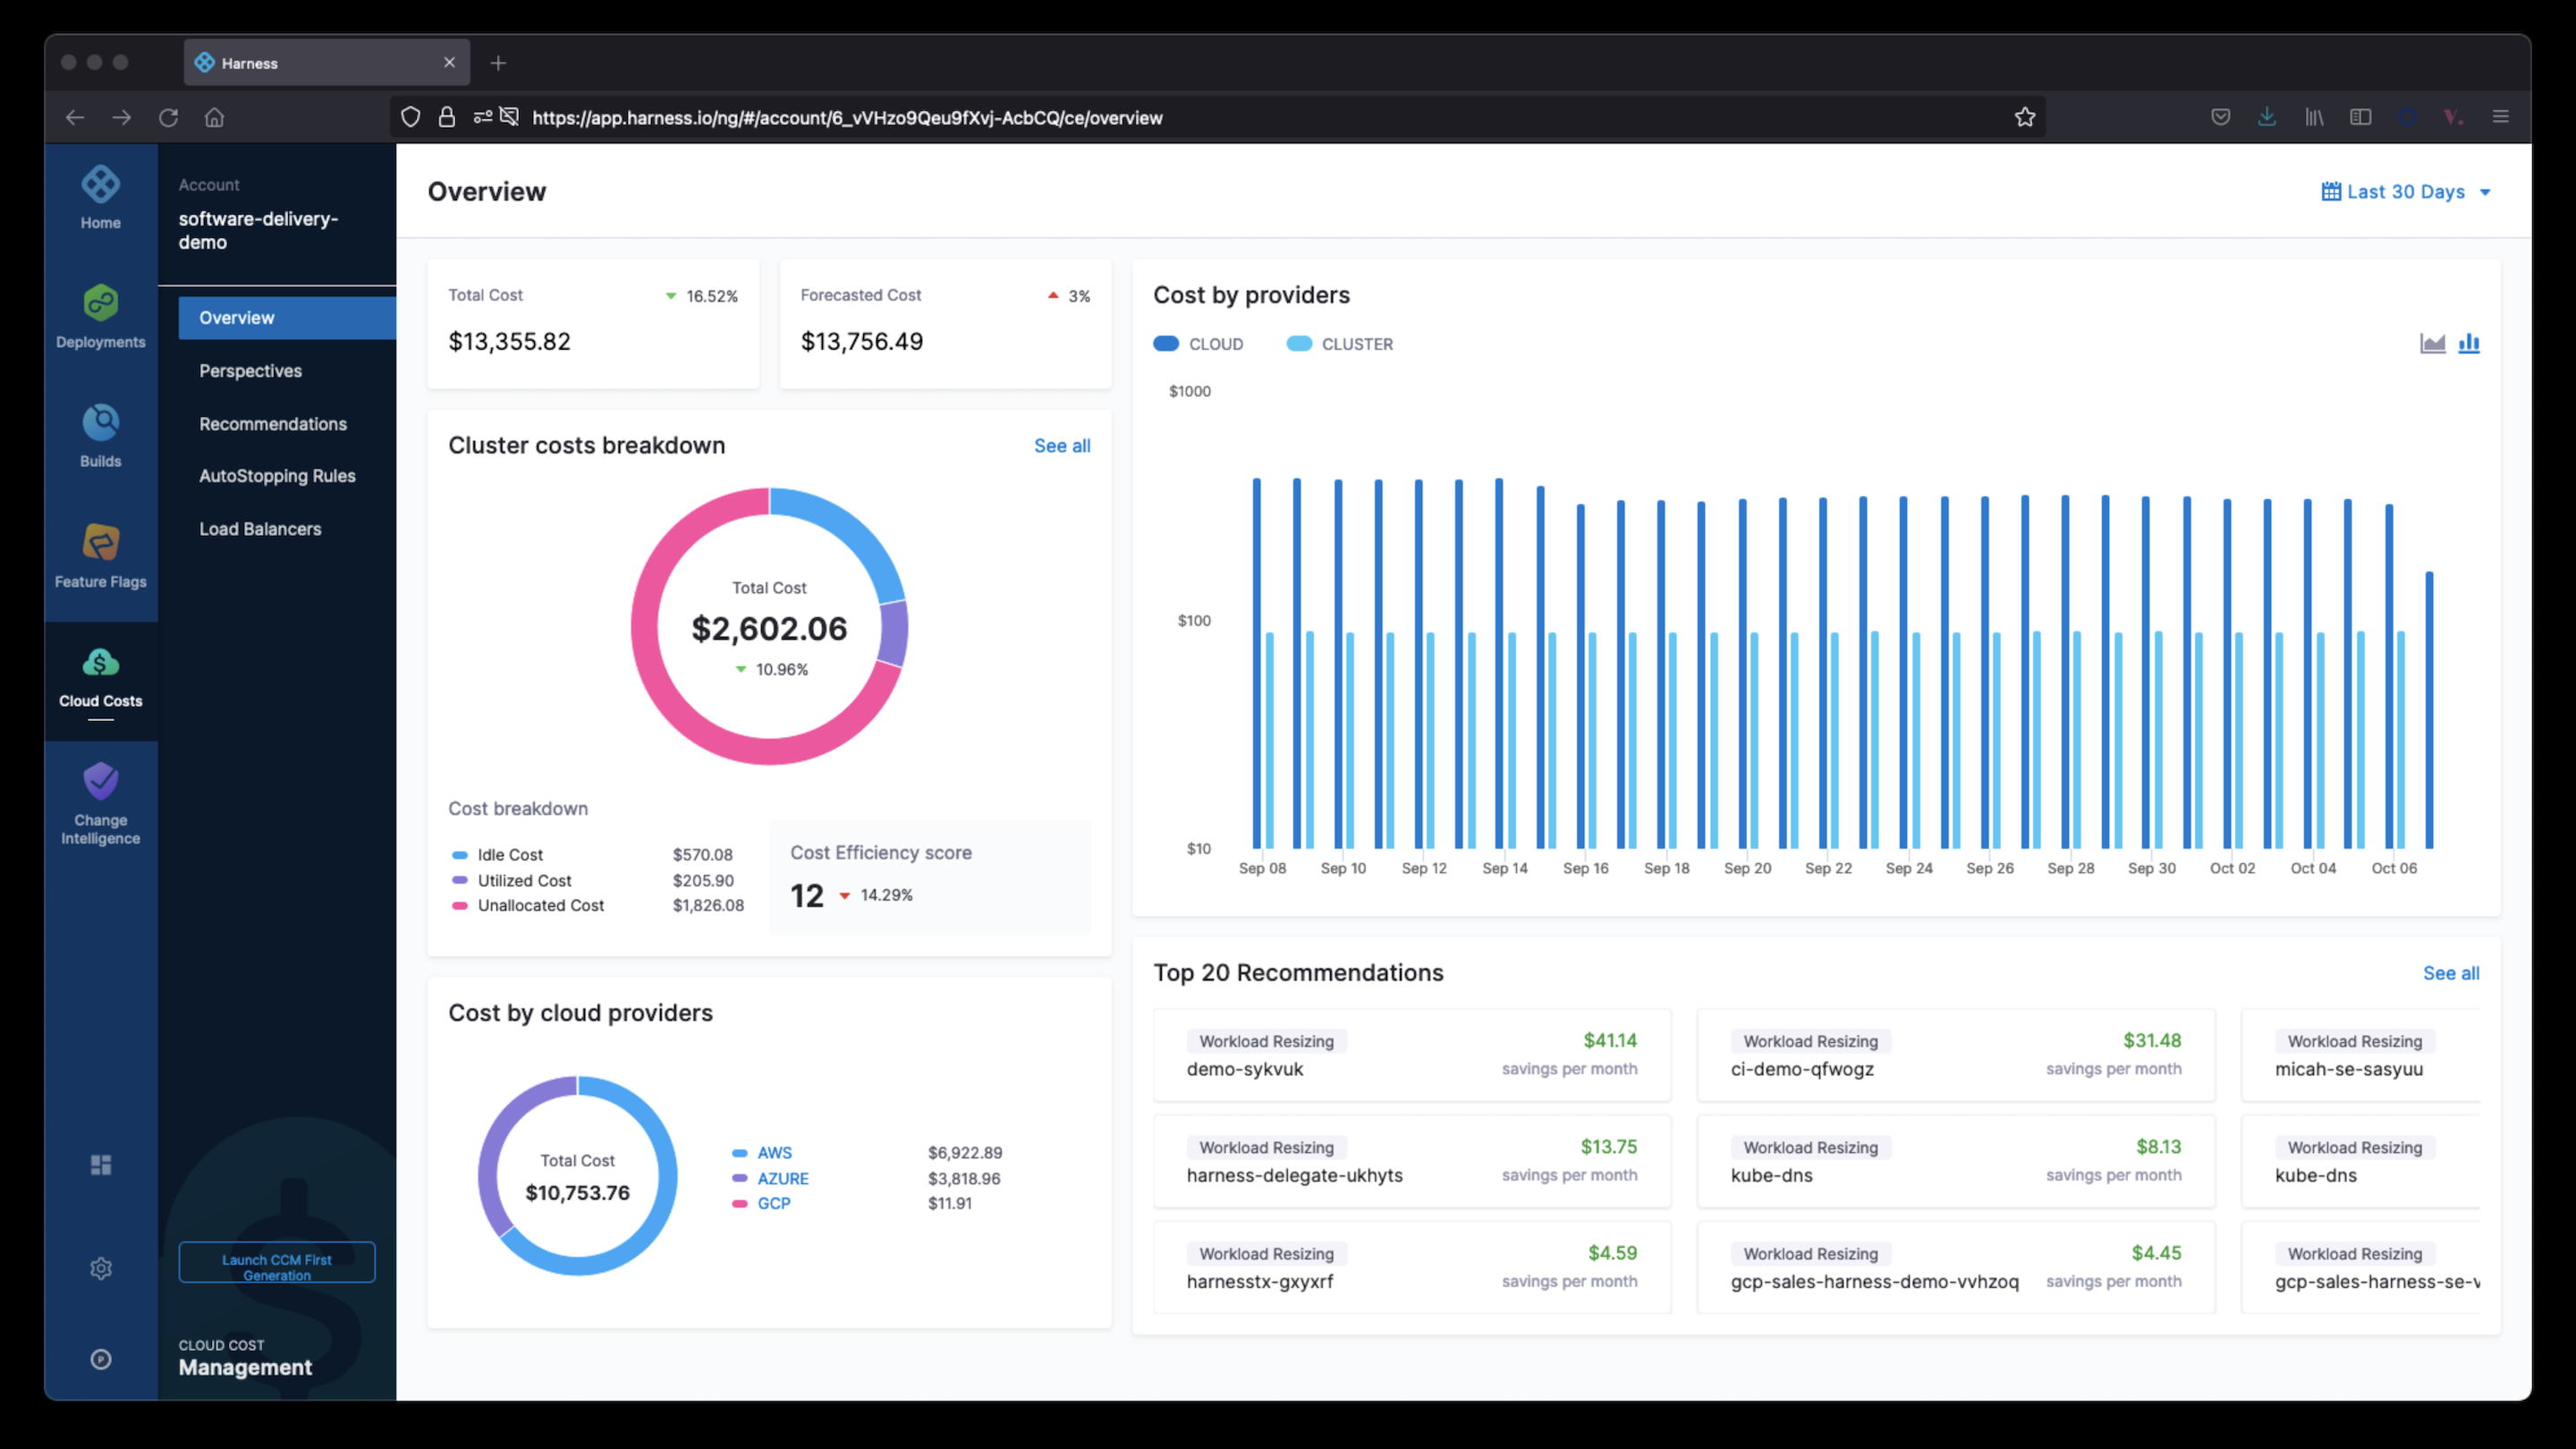 Harness
https://app.harness.io/ng/#/account/6_vVHzo9Qeu9fXvj-AcbCQ/ce/overview
Home
Deployments
Builds
Feature Flags
Cloud Costs
Change
Intelligence
Account
software-delivery-
demo
Overview
Perspectives
Recommendations
AutoStopping Rules
Load Balancers
Launch CCM First
Generation
CLOUD COST
Management
Overview
Last 30 Days
Total Cost
16.52%
$13,355.82
Forecasted Cost
3%
$13,756.49
Cluster costs breakdown
See all
Total Cost
$2,602.06
10.96%
Cost breakdown
Idle Cost $570.08
Utilized Cost $205.90
Unallocated Cost $1,826.08
Cost Efficiency score
12 14.29%
Cost by cloud providers
Total Cost
$10,753.76
AWS $6,922.89
AZURE $3,818.96
GCP $11.91
Cost by providers
CLOUD CLUSTER
$1000
$100
$10
Sep 08 Sep 10 Sep 12 Sep 14 Sep 16 Sep 18 Sep 20 Sep 22 Sep 24 Sep 26 Sep 28 Sep 30 Oct 02 Oct 04 Oct 06
Top 20 Recommendations
See all
Workload Resizing $41.14
demo-sykvuk savings per month
Workload Resizing $31.48
ci-demo-qfwogz savings per month
Workload Resizing
micah-se-sasyuu
Workload Resizing $13.75
harness-delegate-ukhyts savings per month
Workload Resizing $8.13
kube-dns savings per month
Workload Resizing
kube-dns
Workload Resizing $4.59
harnesstx-gxyxrf savings per month
Workload Resizing $4.45
gcp-sales-harness-demo-vvhzoq savings per month
Workload Resizing
gcp-sales-harness-se-v